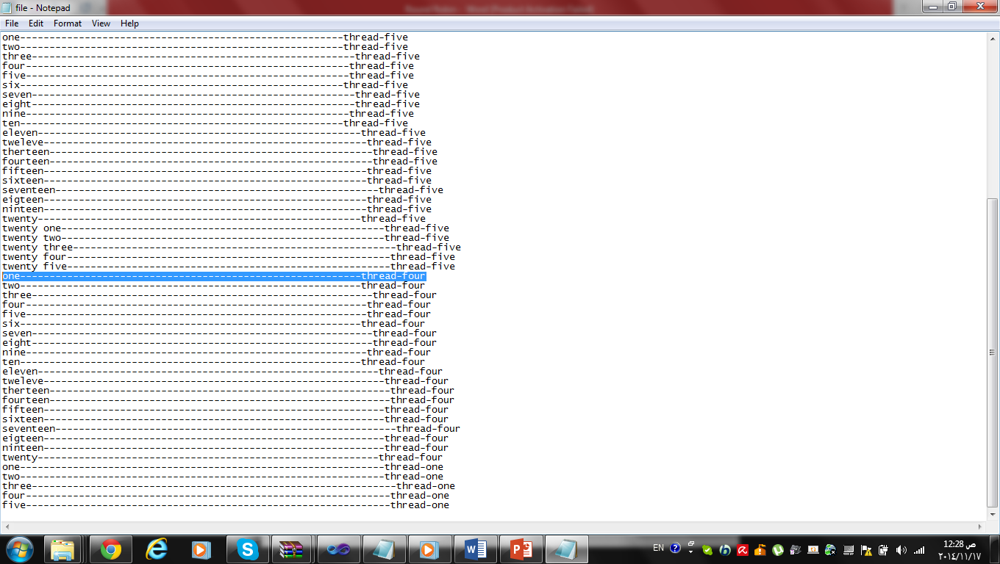 file - Notepad
File Edit Format View Help
one-------------------------------------------------------thread-five
two-------------------------------------------------------thread-five
three-------------------------------------------------------thread-five
four-------------------------------------------------------thread-five
five-------------------------------------------------------thread-five
six-------------------------------------------------------thread-five
seven-------------------------------------------------------thread-five
eight-------------------------------------------------------thread-five
nine-------------------------------------------------------thread-five
ten-------------------------------------------------------thread-five
eleven-------------------------------------------------------thread-five
tweleve-------------------------------------------------------thread-five
therteen-------------------------------------------------------thread-five
fourteen-------------------------------------------------------thread-five
fifteen-------------------------------------------------------thread-five
sixteen-------------------------------------------------------thread-five
seventeen-------------------------------------------------------thread-five
eigteen-------------------------------------------------------thread-five
ninteen-------------------------------------------------------thread-five
twenty-------------------------------------------------------thread-five
twenty one-------------------------------------------------------thread-five
twenty two-------------------------------------------------------thread-five
twenty three-------------------------------------------------------thread-five
twenty four-------------------------------------------------------thread-five
twenty five-------------------------------------------------------thread-five
one----------------------------------------------------------thread-four
two----------------------------------------------------------thread-four
three----------------------------------------------------------thread-four
four----------------------------------------------------------thread-four
five----------------------------------------------------------thread-four
six----------------------------------------------------------thread-four
seven----------------------------------------------------------thread-four
eight----------------------------------------------------------thread-four
nine----------------------------------------------------------thread-four
ten----------------------------------------------------------thread-four
eleven----------------------------------------------------------thread-four
tweleve----------------------------------------------------------thread-four
therteen----------------------------------------------------------thread-four
fourteen----------------------------------------------------------thread-four
fifteen----------------------------------------------------------thread-four
sixteen----------------------------------------------------------thread-four
seventeen----------------------------------------------------------thread-four
eigteen----------------------------------------------------------thread-four
ninteen----------------------------------------------------------thread-four
twenty----------------------------------------------------------thread-four
one--------------------------------------------------------------thread-one
two--------------------------------------------------------------thread-one
three--------------------------------------------------------------thread-one
four--------------------------------------------------------------thread-one
five--------------------------------------------------------------thread-one
EN
12:28 ص
٢٠١٤/١١/١٧